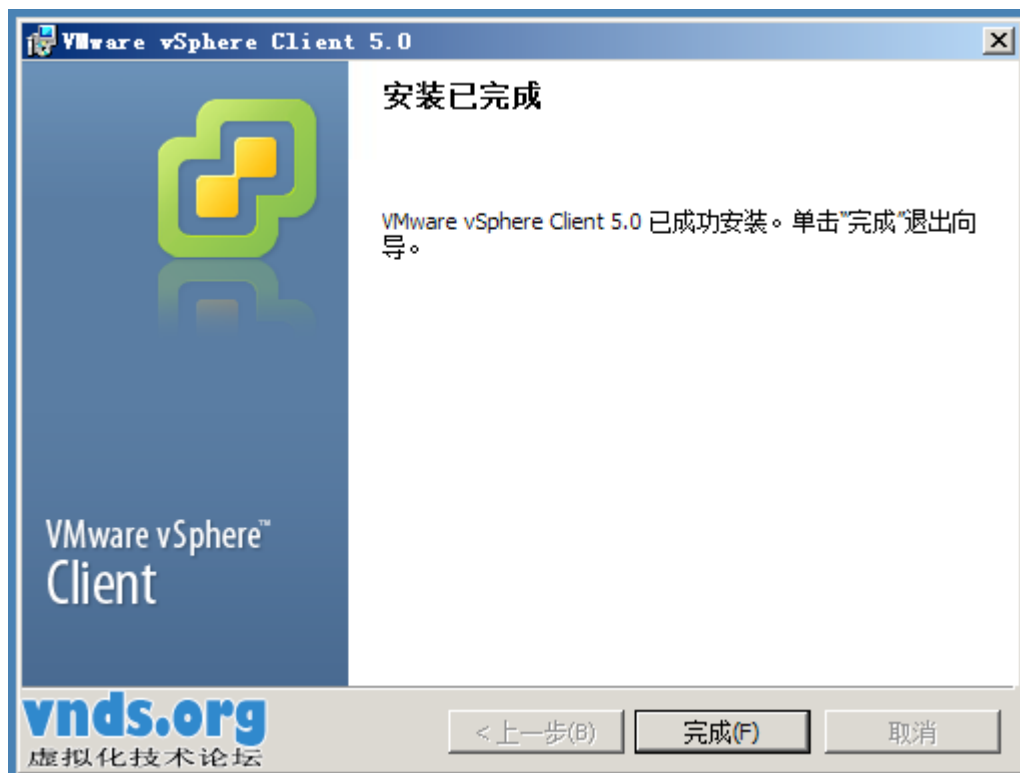 VMware vSphere Client 5.0
安装已完成
VMware vSphere Client 5.0 已成功安装。单击"完成"退出向
导。
VMware vSphere™
Client
vnds.org
虚拟化技术论坛
<上一步(B)
完成(F)
取消